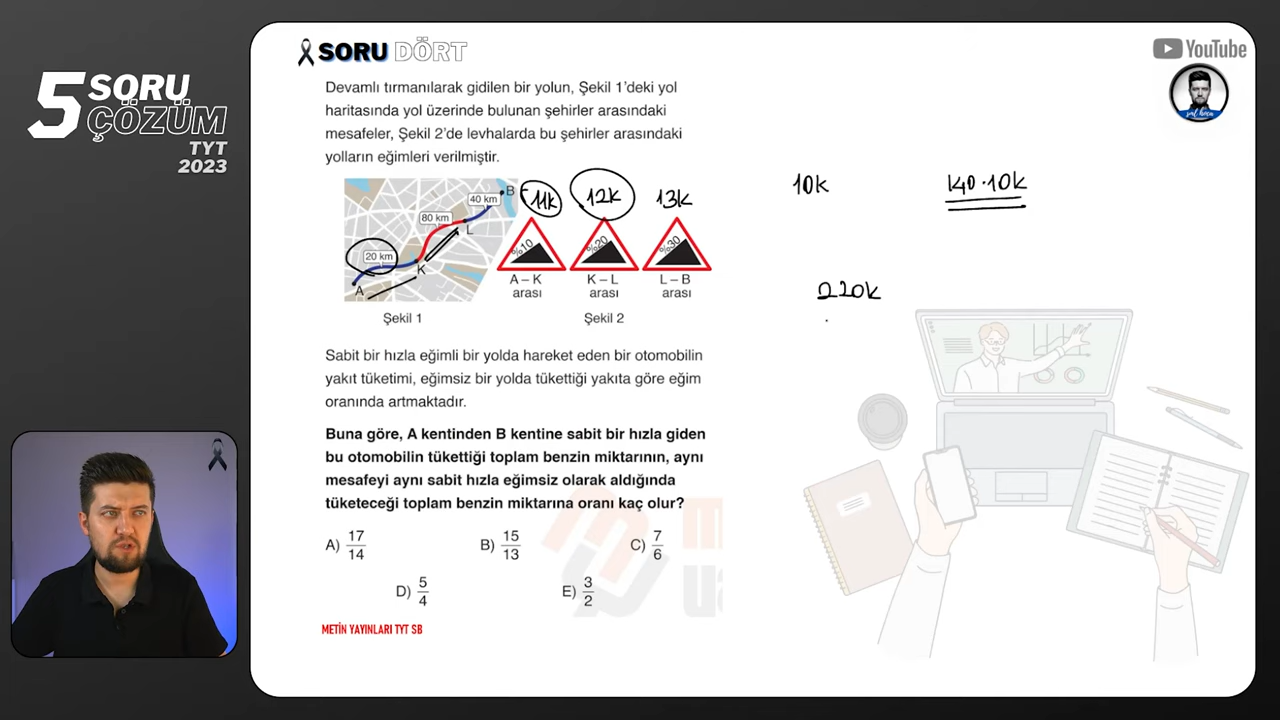 5 SORU
ÇÖZÜM
TYT
2023
SORU DÖRT
YouTube
Devamlı tırmanılarak gidilen bir yolun, Şekil 1'deki yol
haritasında yol üzerinde bulunan şehirler arasındaki
mesafeler, Şekil 2'de levhalarda bu şehirler arasındaki
yolların eğimleri verilmiştir.
11k 12k 13k
10k
140.10k
220k
B
40 km
80 km
L
20 km
K
A
%10 %20 %30
A – K
arası
K – L
arası
L – B
arası
Şekil 1
Şekil 2
Sabit bir hızla eğimli bir yolda hareket eden bir otomobilin
yakıt tüketimi, eğimsiz bir yolda tükettiği yakıta göre eğim
oranında artmaktadır.
Buna göre, A kentinden B kentine sabit bir hızla giden
bu otomobilin tükettiği toplam benzin miktarının, aynı
mesafeyi aynı sabit hızla eğimsiz olarak aldığında
tüketeceği toplam benzin miktarına oranı kaç olur?
A) 17/14 B) 15/13 C) 7/6
D) 5/4 E) 3/2
METİN YAYINLARI TYT SB